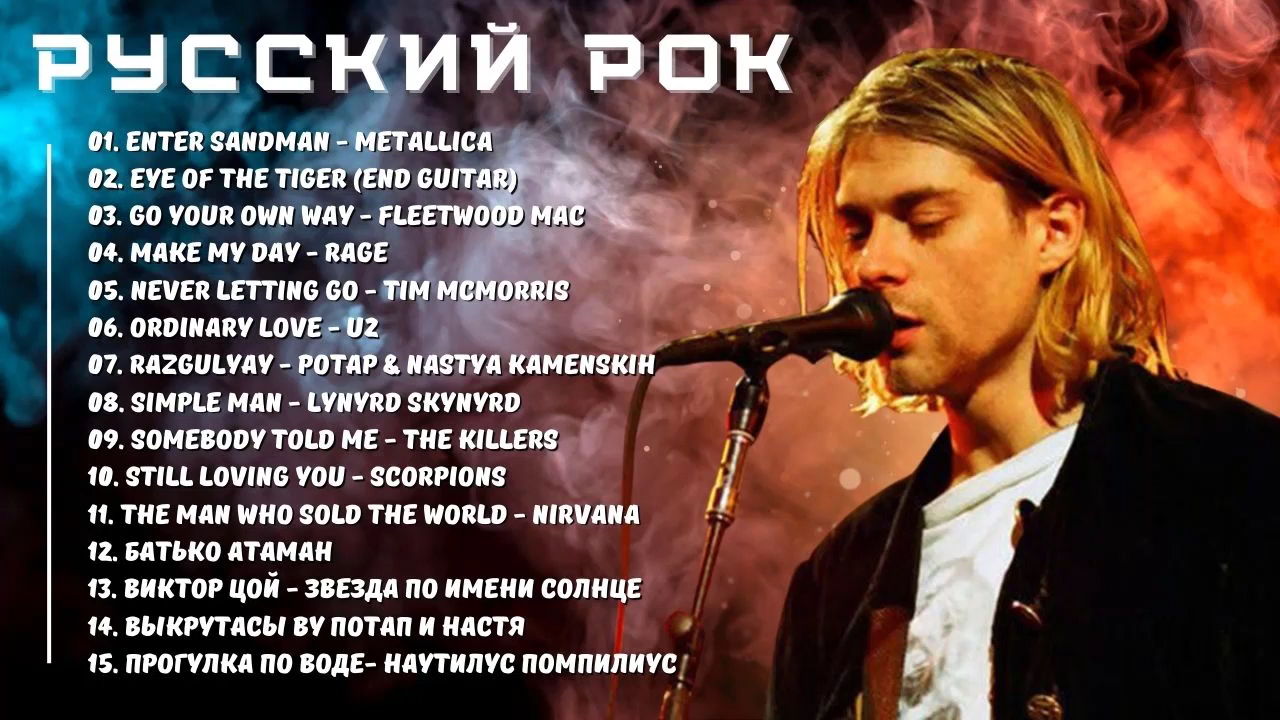 РУССКИЙ РОК
01. ENTER SANDMAN - METALLICA
02. EYE OF THE TIGER (END GUITAR)
03. GO YOUR OWN WAY - FLEETWOOD MAC
04. MAKE MY DAY - RAGE
05. NEVER LETTING GO - TIM MCMORRIS
06. ORDINARY LOVE - U2
07. RAZGULYAY - POTAP & NASTYA KAMENSKIH
08. SIMPLE MAN - LYNYRD SKYNYRD
09. SOMEBODY TOLD ME - THE KILLERS
10. STILL LOVING YOU - SCORPIONS
11. THE MAN WHO SOLD THE WORLD - NIRVANA
12. БАТЬКО АТАМАН
13. ВИКТОР ЦОЙ - ЗВЕЗДА ПО ИМЕНИ СОЛНЦЕ
14. ВЫКРУТАСЫ BY ПОТАП И НАСТЯ
15. ПРОГУЛКА ПО ВОДЕ- НАУТИЛУС ПОМПИЛИУС